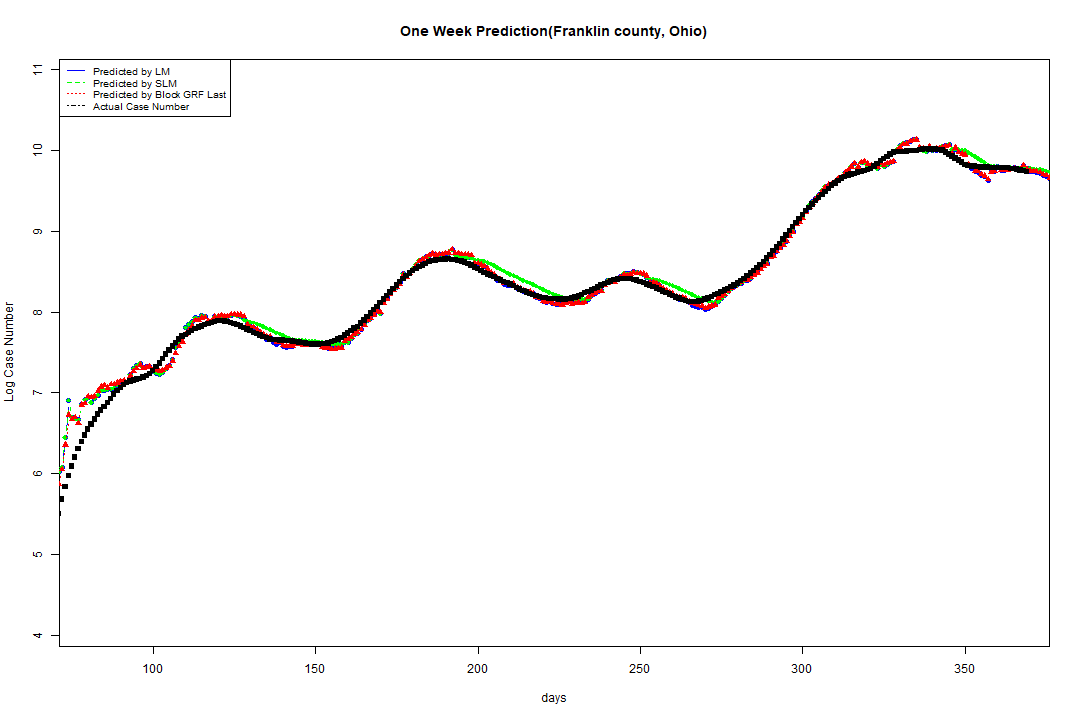 One Week Prediction(Franklin county, Ohio)
Predicted by LM
Predicted by SLM
Predicted by Block GRF Last
Actual Case Number
11
10
9
8
7
6
5
4
Log Case Number
100 150 200 250 300 350
days